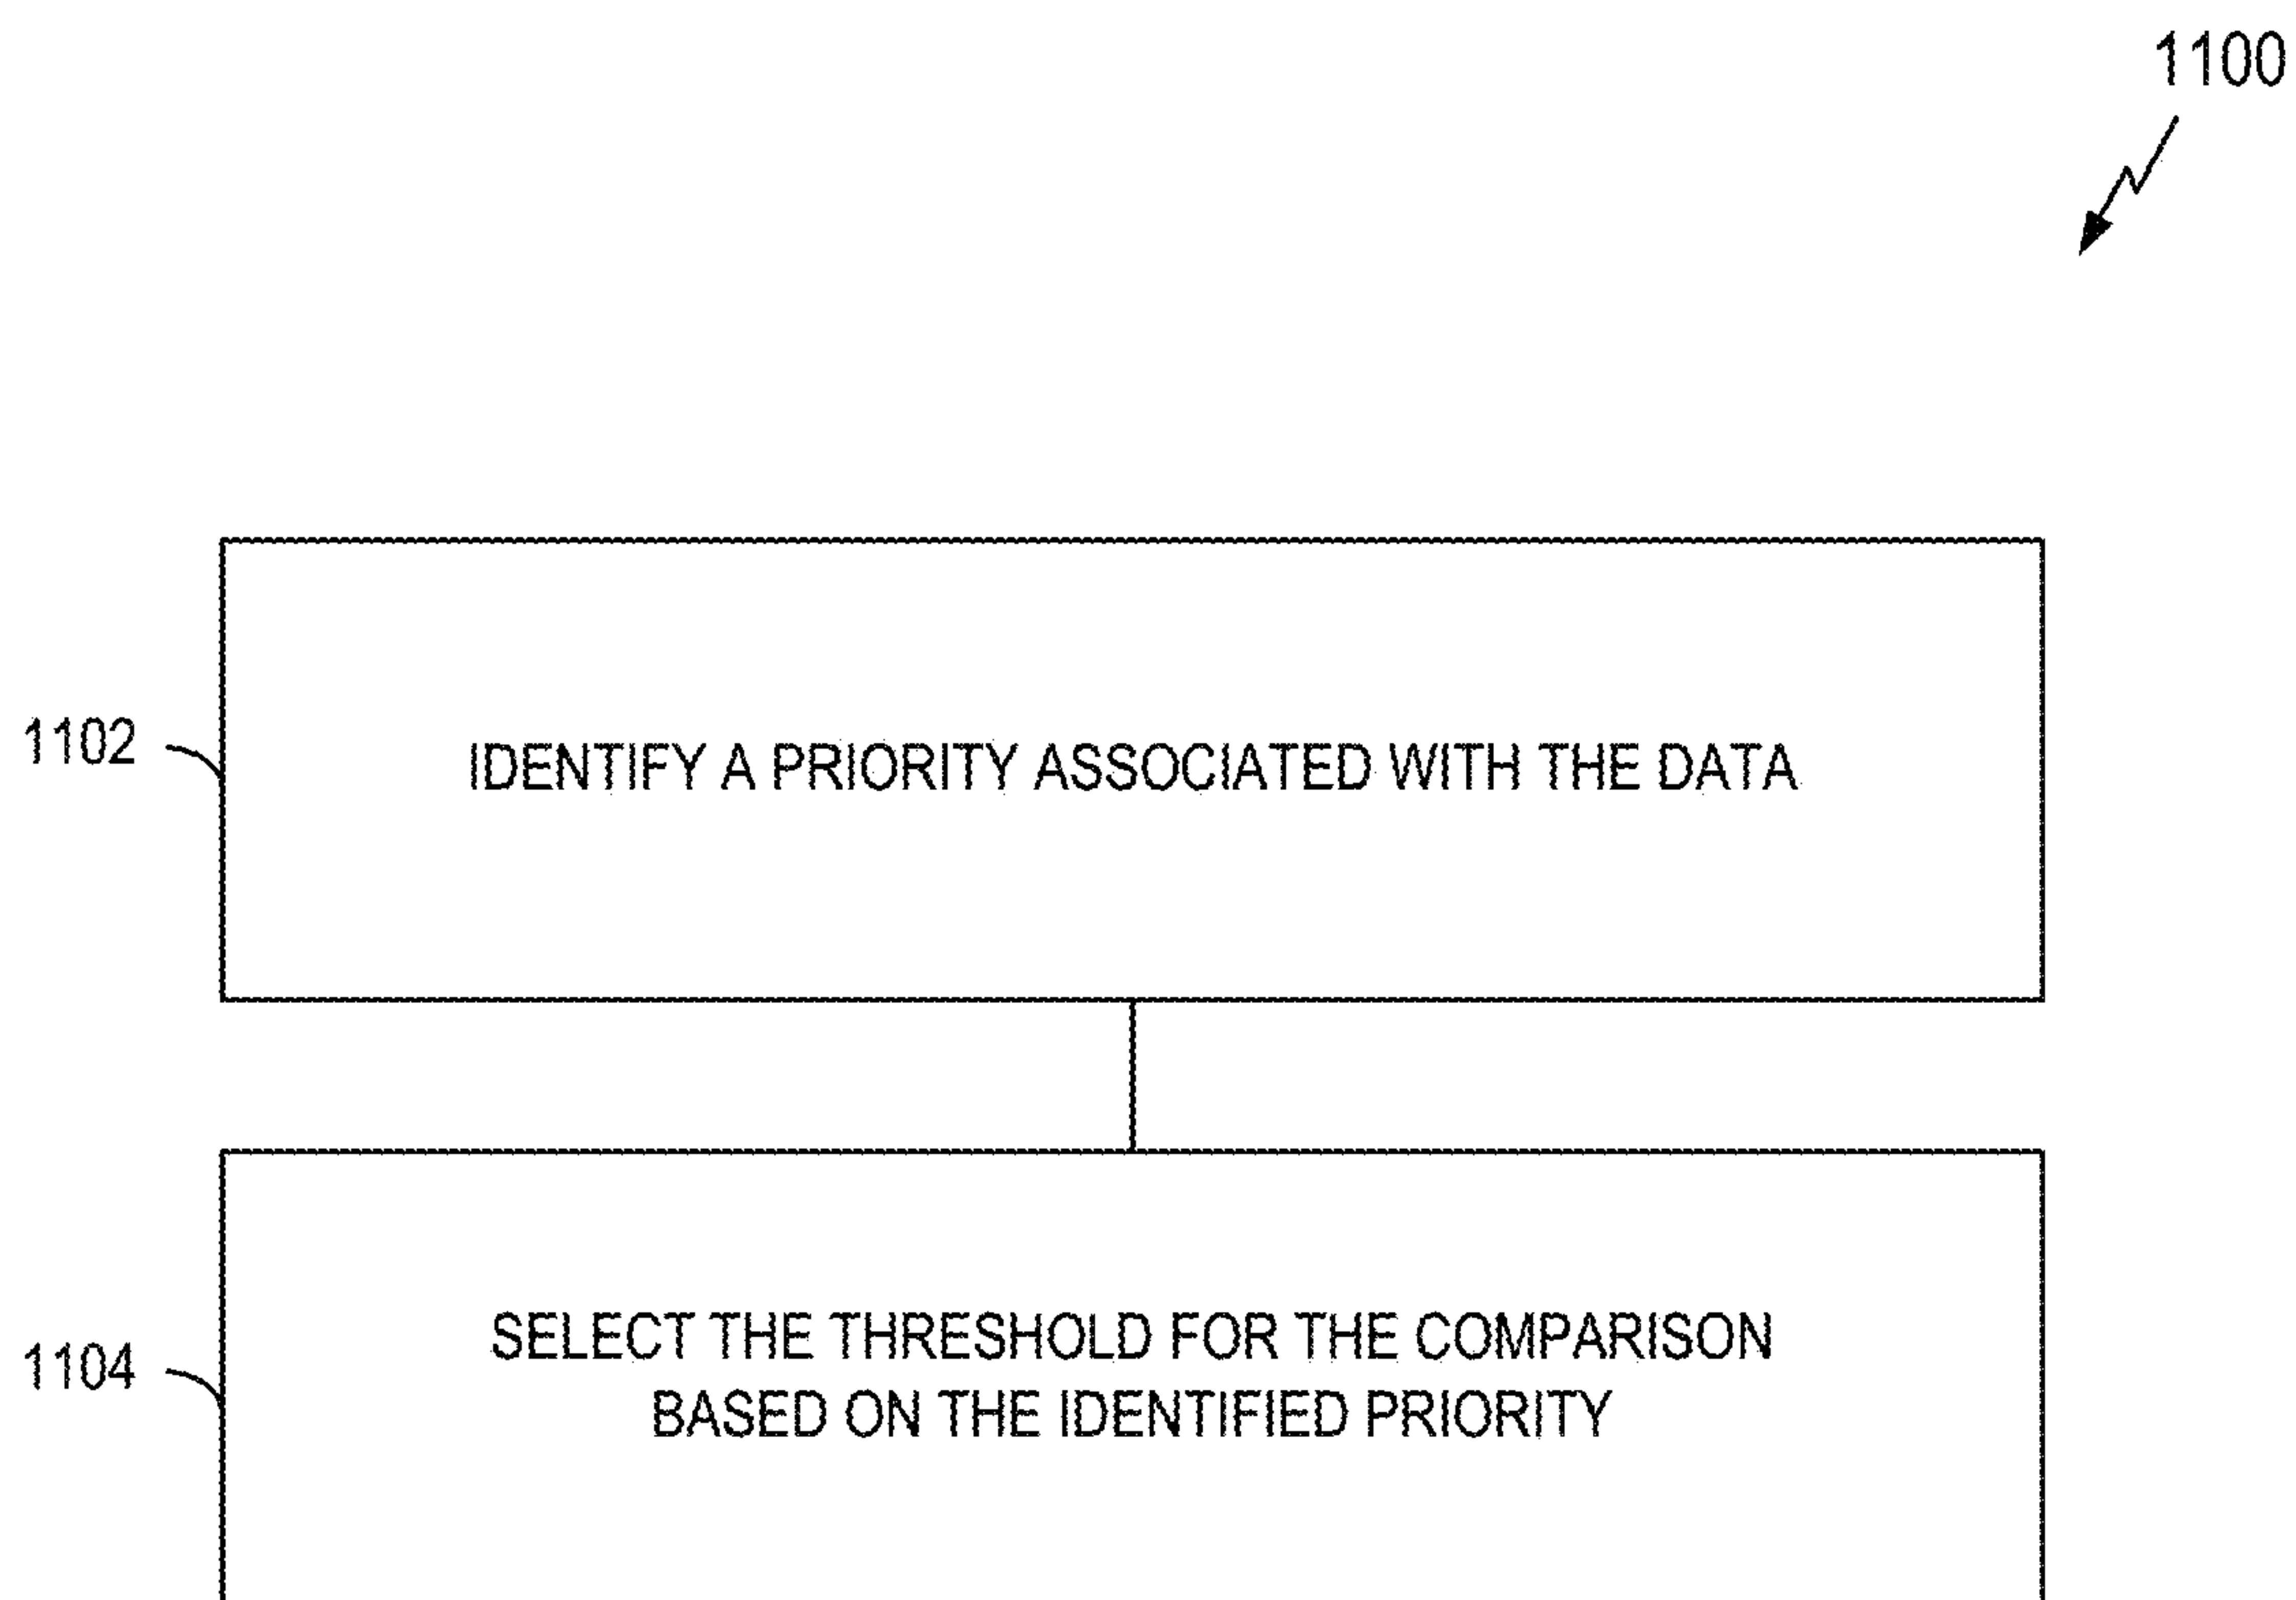 1100
1102
IDENTIFY A PRIORITY ASSOCIATED WITH THE DATA
1104
SELECT THE THRESHOLD FOR THE COMPARISON
BASED ON THE IDENTIFIED PRIORITY